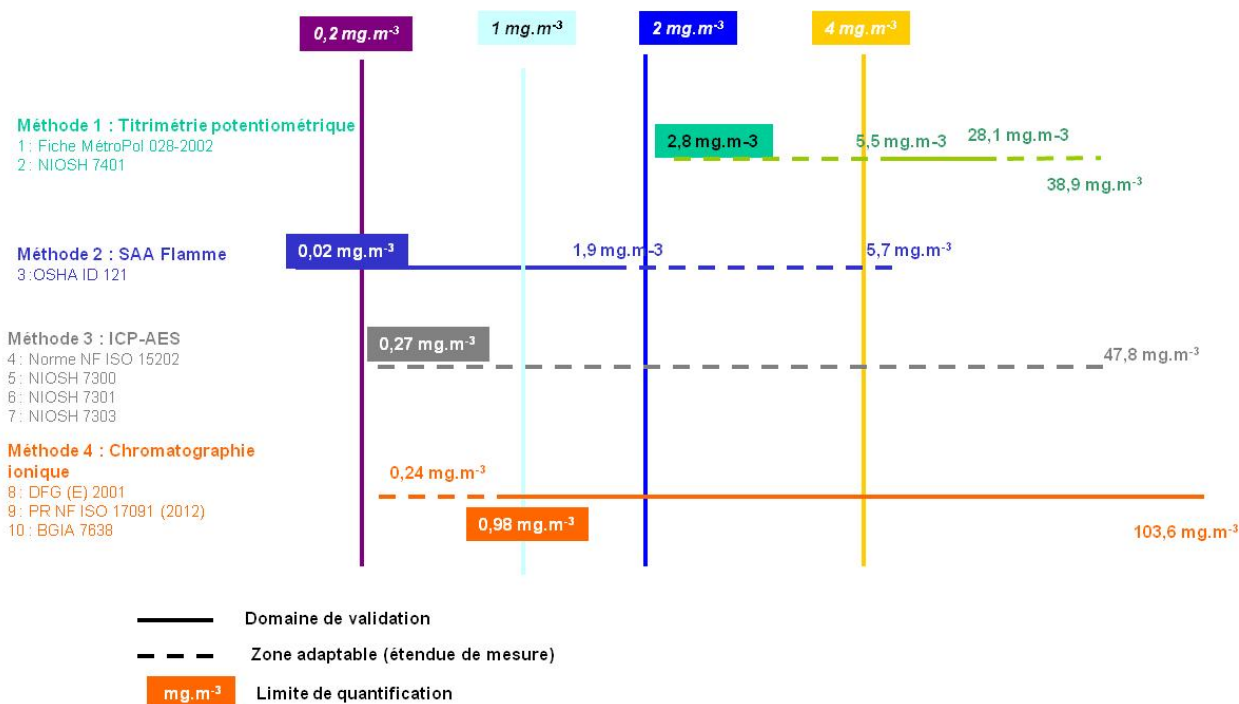 0,2 mg.m-3
1 mg.m-3
2 mg.m-3
4 mg.m-3
Méthode 1 : Titrimétrie potentiométrique
1 : Fiche MétroPol 028-2002
2 : NIOSH 7401
2,8 mg.m-3
5,5 mg.m-3
28,1 mg.m-3
38,9 mg.m-3
Méthode 2 : SAA Flamme
3 :OSHA ID 121
0,02 mg.m-3
1,9 mg.m-3
5,7 mg.m-3
Méthode 3 : ICP-AES
4 : Norme NF ISO 15202
5 : NIOSH 7300
6 : NIOSH 7301
7 : NIOSH 7303
0,27 mg.m-3
47,8 mg.m-3
Méthode 4 : Chromatographie
ionique
8 : DFG (E) 2001
9 : PR NF ISO 17091 (2012)
10 : BGIA 7638
0,24 mg.m-3
0,98 mg.m-3
103,6 mg.m-3
Domaine de validation
Zone adaptable (étendue de mesure)
mg.m-3
Limite de quantification